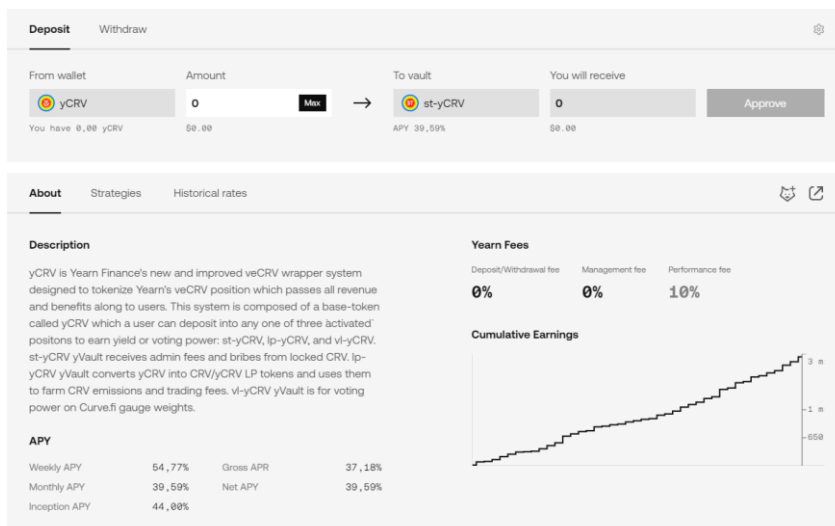 Deposit Withdraw
From wallet Amount To vault You will receive
yCRV 0 Max → st-yCRV 0 Approve
You have 0,00 yCRV $0.00 APY 39,59% $0.00
About Strategies Historical rates
Description
yCRV is Yearn Finance's new and improved veCRV wrapper system
designed to tokenize Yearn's veCRV position which passes all revenue
and benefits along to users. This system is composed of a base-token
called yCRV which a user can deposit into any one of three `activated`
positons to earn yield or voting power: st-yCRV, lp-yCRV, and vl-yCRV.
st-yCRV yVault receives admin fees and bribes from locked CRV. lp-
yCRV yVault converts yCRV into CRV/yCRV LP tokens and uses them
to farm CRV emissions and trading fees. vl-yCRV yVault is for voting
power on Curve.fi gauge weights.
APY
Weekly APY 54,77% Gross APR 37,18%
Monthly APY 39,59% Net APY 39,59%
Inception APY 44,00%
Yearn Fees
Deposit/Withdrawal fee Management fee Performance fee
0% 0% 10%
Cumulative Earnings
3 m
1 m
650